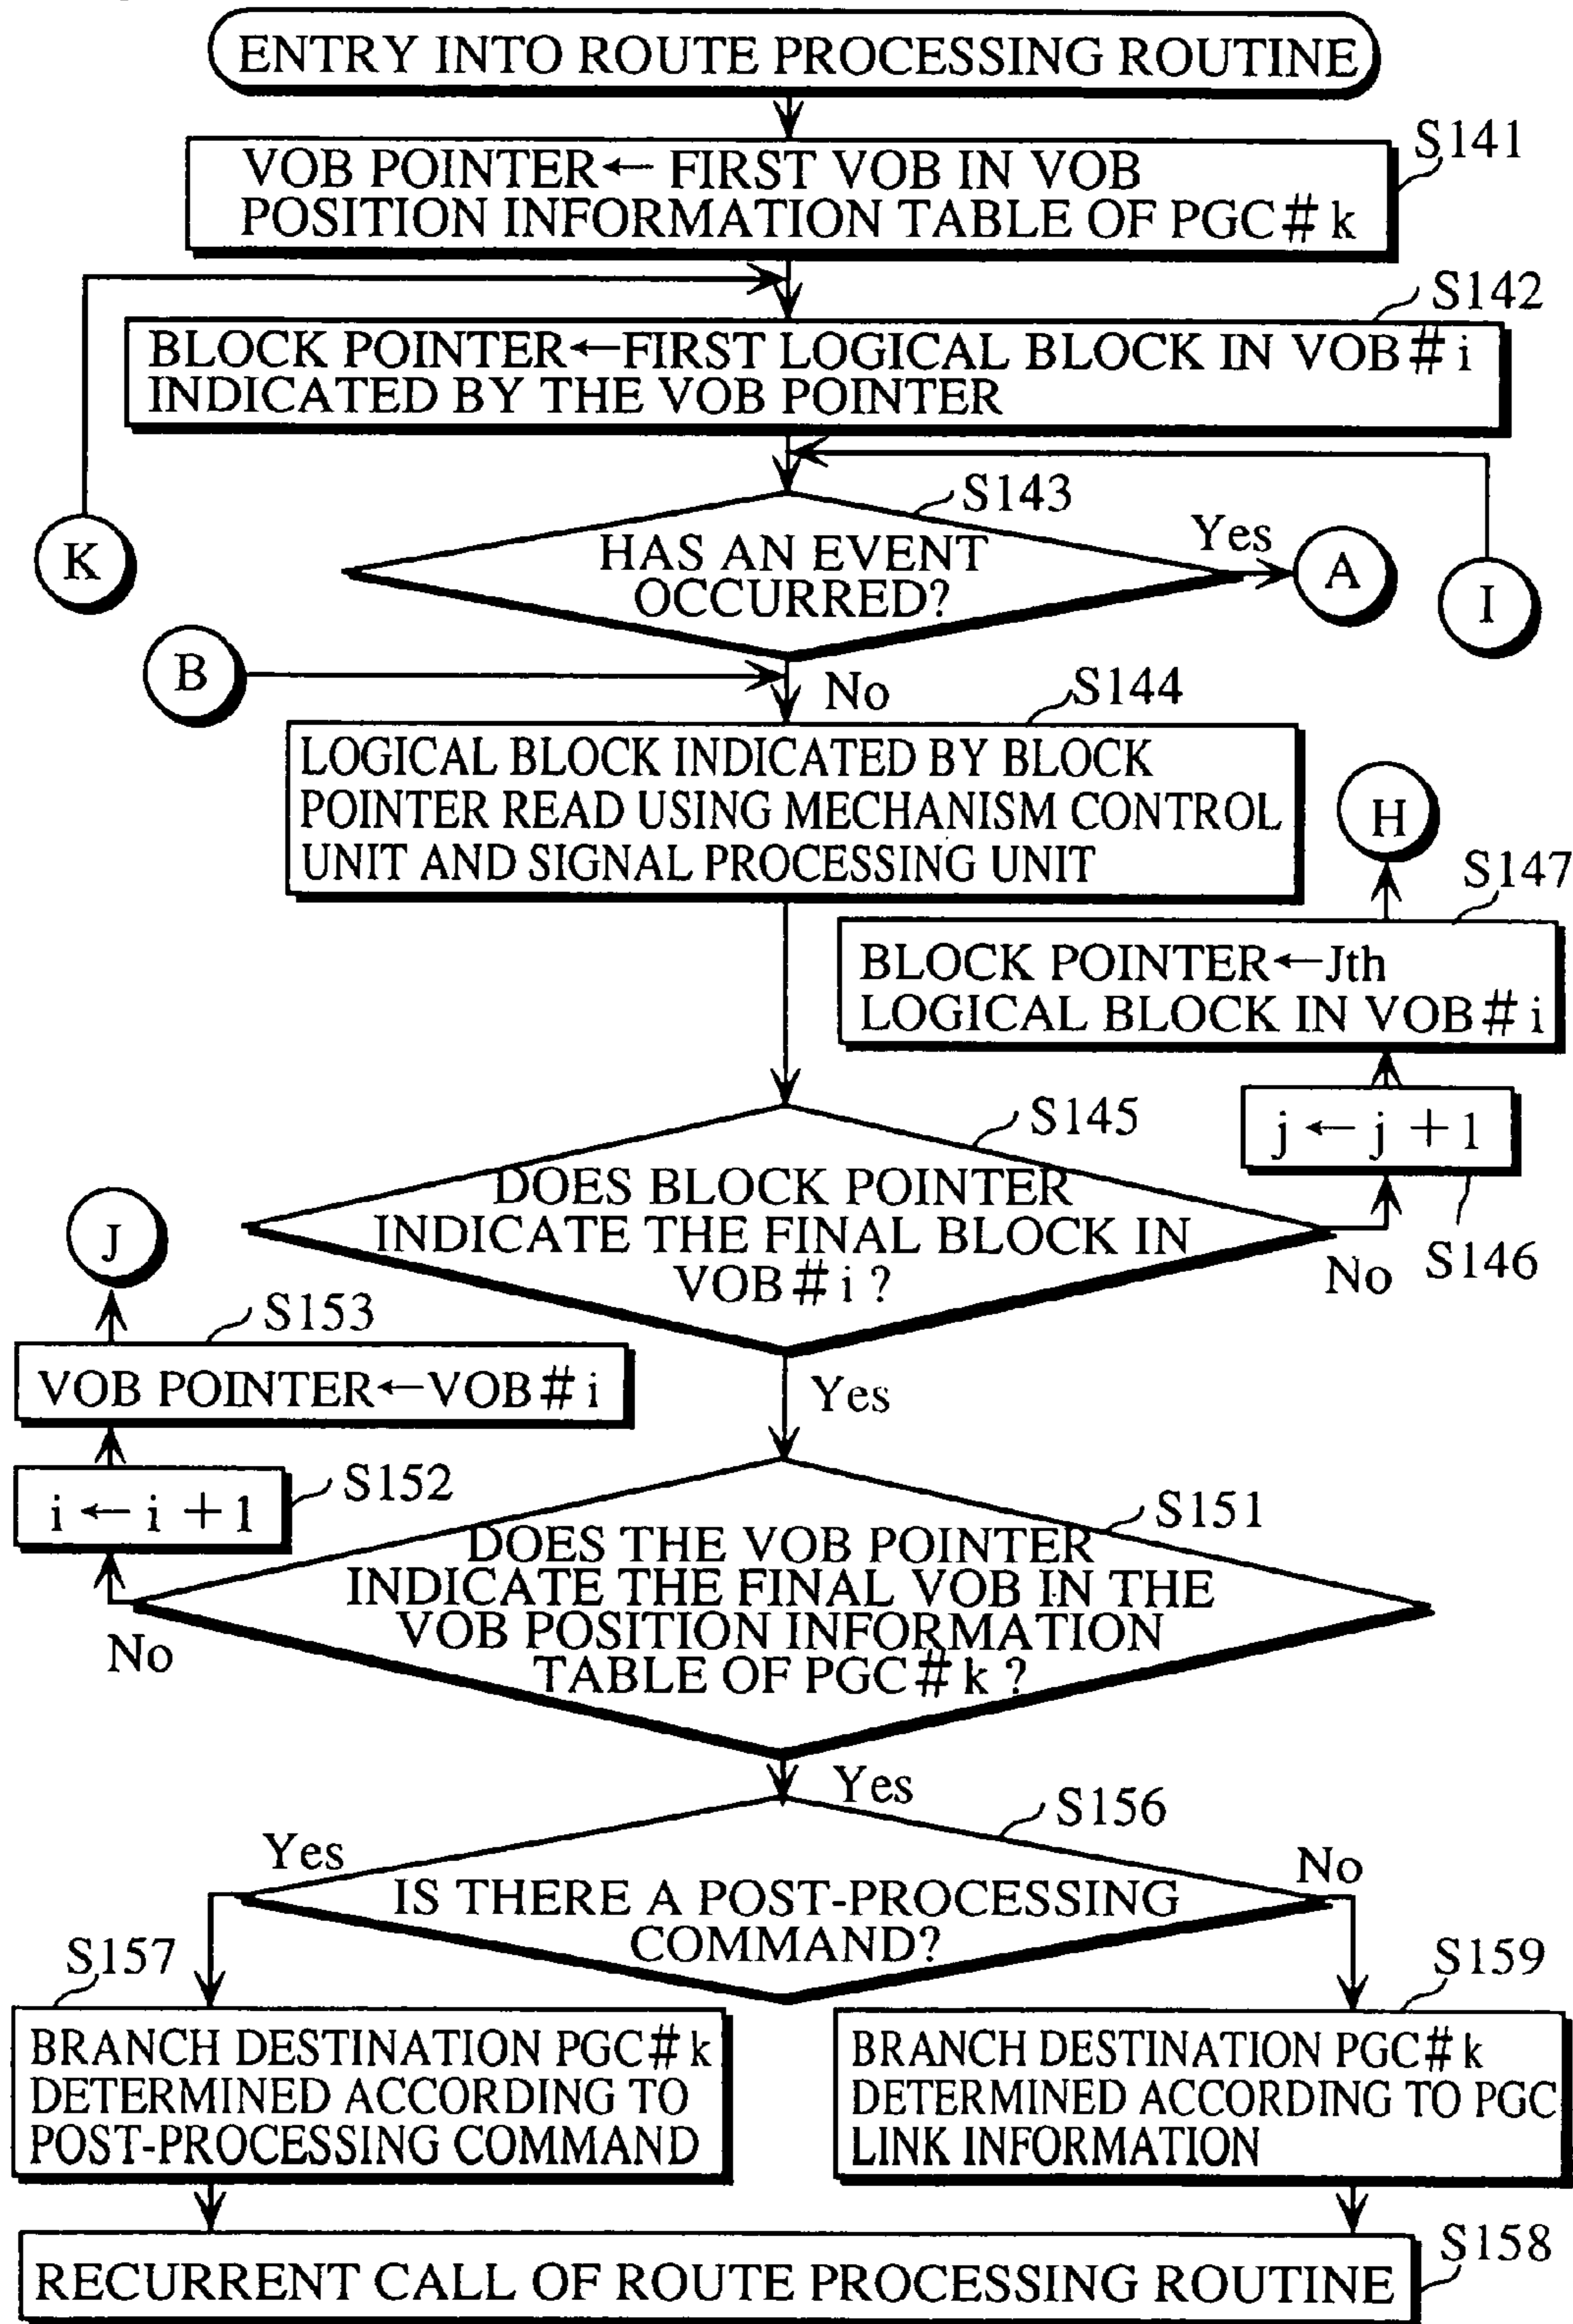 ENTRY INTO ROUTE PROCESSING ROUTINE
S141
VOB POINTER← FIRST VOB IN VOB
POSITION INFORMATION TABLE OF PGC#k
S142
BLOCK POINTER←FIRST LOGICAL BLOCK IN VOB#i
INDICATED BY THE VOB POINTER
S143
K
HAS AN EVENT
OCCURRED?
Yes
A
I
B
No
S144
LOGICAL BLOCK INDICATED BY BLOCK
POINTER READ USING MECHANISM CONTROL
UNIT AND SIGNAL PROCESSING UNIT
H
S147
BLOCK POINTER←Jth
LOGICAL BLOCK IN VOB#i
j←j+1
S146
S145
DOES BLOCK POINTER
INDICATE THE FINAL BLOCK IN
VOB#i?
No
J
S153
VOB POINTER←VOB#i
Yes
i←i+1
S152
S151
DOES THE VOB POINTER
INDICATE THE FINAL VOB IN THE
VOB POSITION INFORMATION
TABLE OF PGC#k?
No
Yes
S156
Yes
IS THERE A POST-PROCESSING
COMMAND?
No
S157
BRANCH DESTINATION PGC#k
DETERMINED ACCORDING TO
POST-PROCESSING COMMAND
S159
BRANCH DESTINATION PGC#k
DETERMINED ACCORDING TO PGC
LINK INFORMATION
S158
RECURRENT CALL OF ROUTE PROCESSING ROUTINE